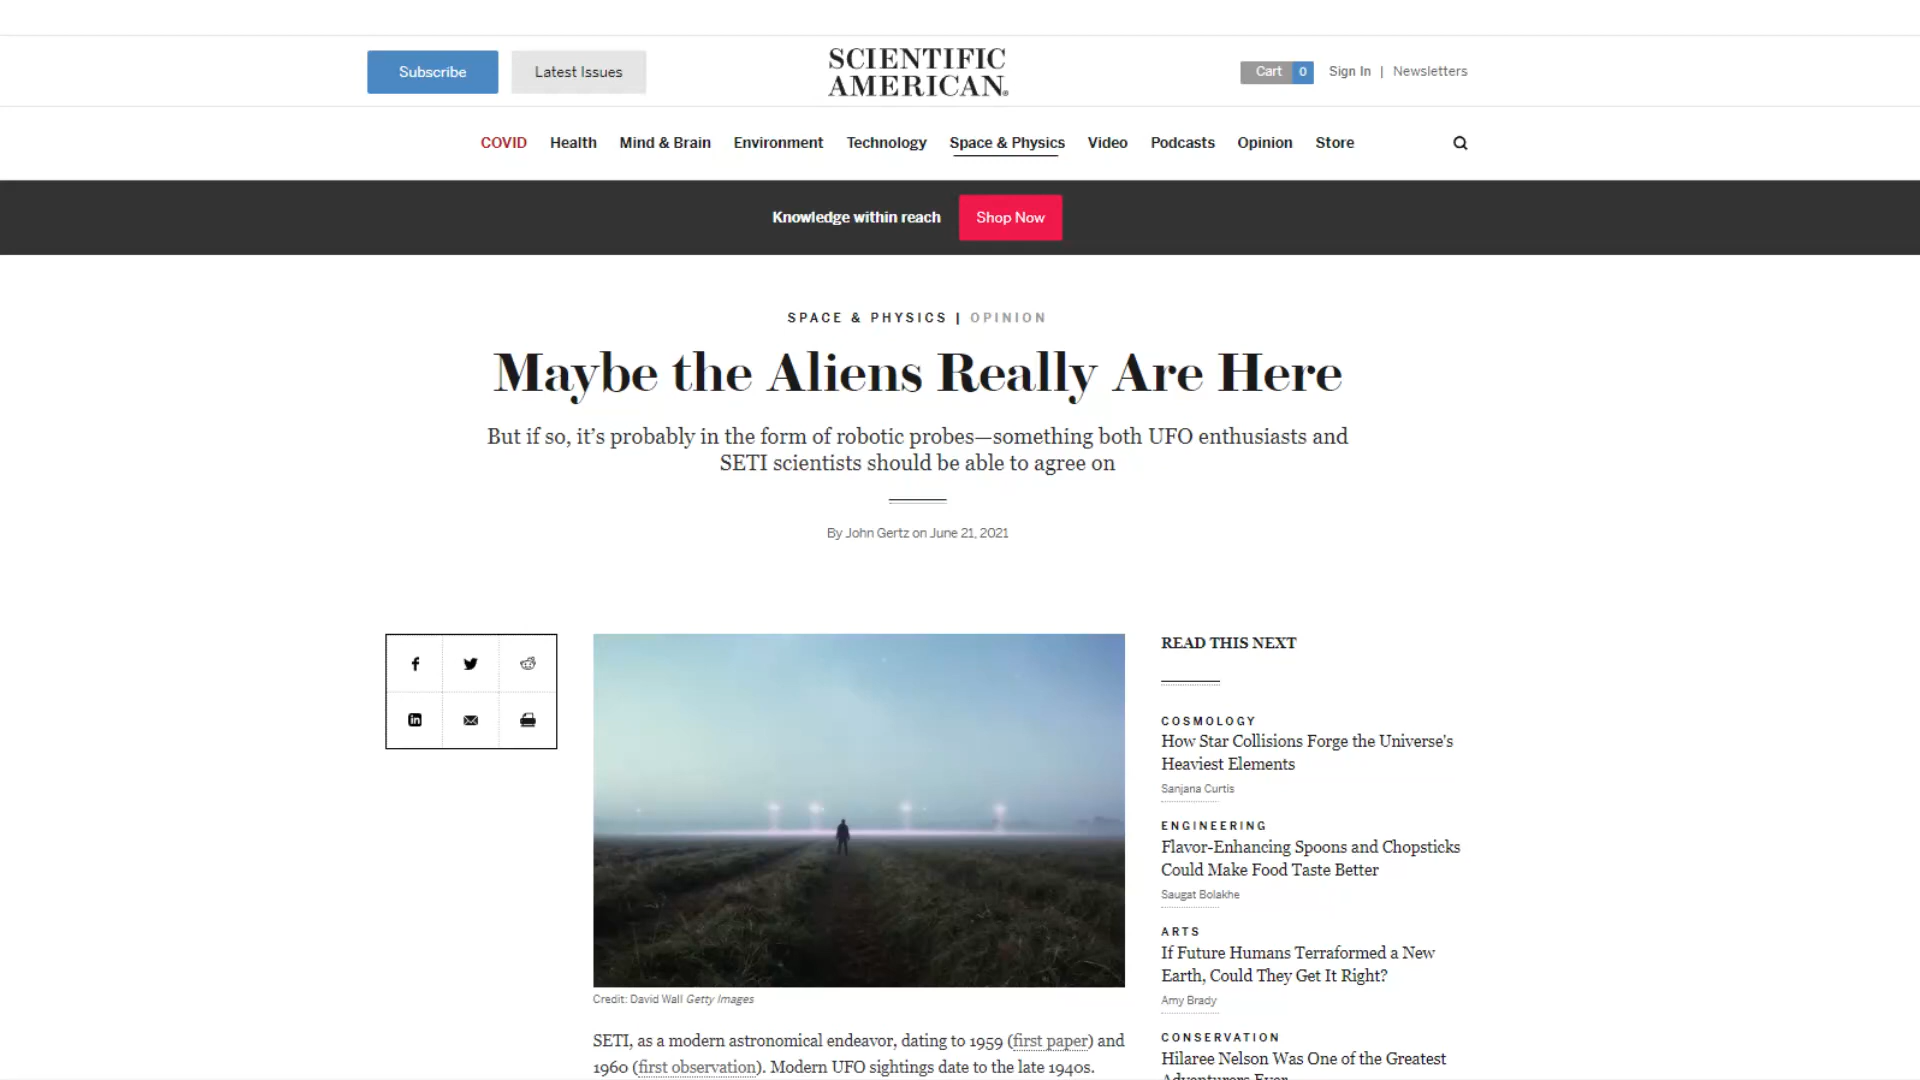 Subscribe
Latest Issues
SCIENTIFIC
AMERICAN®
Cart 0
Sign In | Newsletters
COVID Health Mind & Brain Environment Technology Space & Physics Video Podcasts Opinion Store
Knowledge within reach
Shop Now
SPACE & PHYSICS | OPINION
Maybe the Aliens Really Are Here
But if so, it’s probably in the form of robotic probes—something both UFO enthusiasts and
SETI scientists should be able to agree on
By John Gertz on June 21, 2021
Credit: David Wall Getty Images
SETI, as a modern astronomical endeavor, dating to 1959 (first paper) and
1960 (first observation). Modern UFO sightings date to the late 1940s.
READ THIS NEXT
COSMOLOGY
How Star Collisions Forge the Universe's
Heaviest Elements
Sanjana Curtis
ENGINEERING
Flavor-Enhancing Spoons and Chopsticks
Could Make Food Taste Better
Saugat Bolakhe
ARTS
If Future Humans Terraformed a New
Earth, Could They Get It Right?
Amy Brady
CONSERVATION
Hilaree Nelson Was One of the Greatest
Adventurers Ever